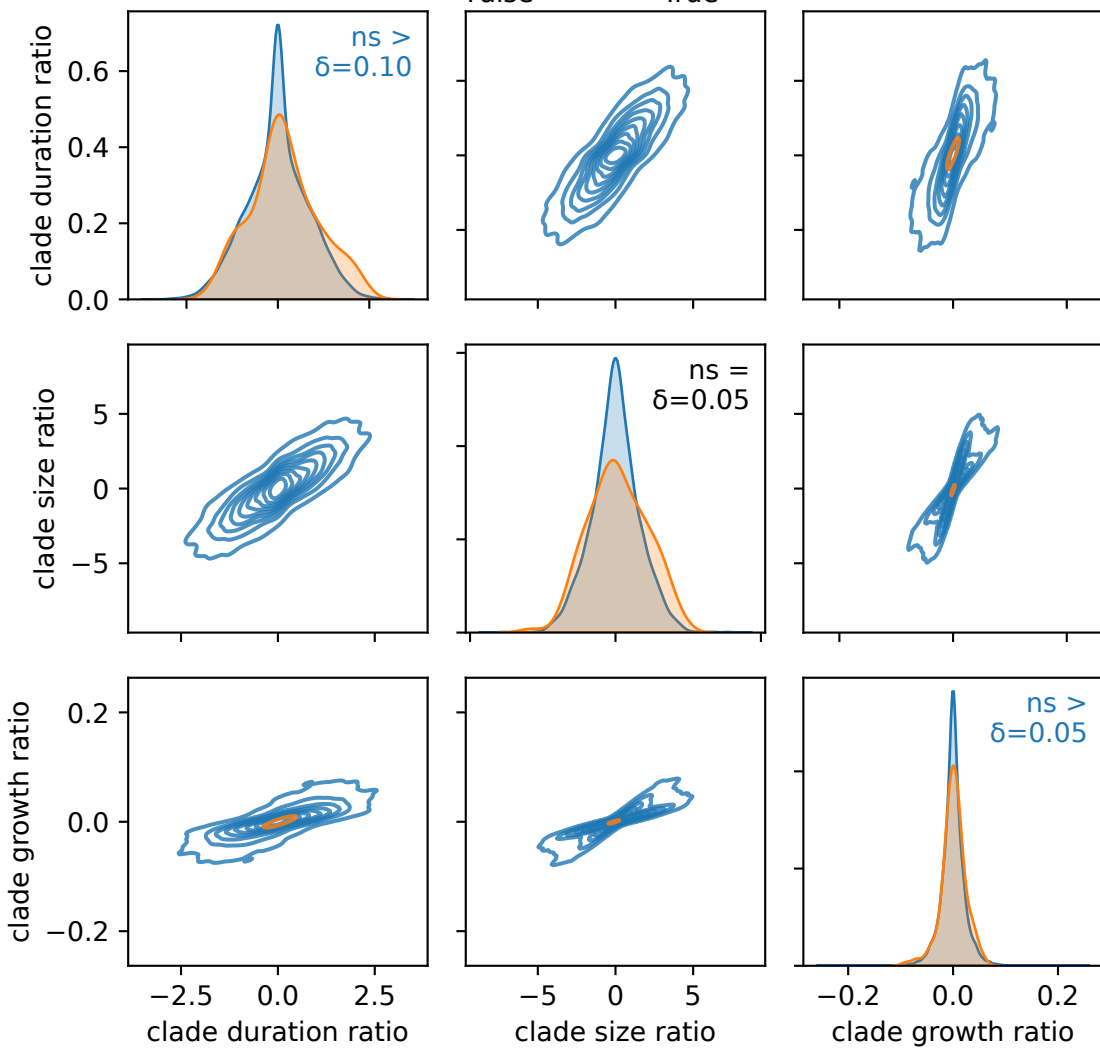 clade duration ratio
0.6
0.4
0.2
0.0
ns >
δ=0.10
clade size ratio
5
0
−5
ns =
δ=0.05
clade growth ratio
0.2
0.0
−0.2
ns >
δ=0.05
−2.5 0.0 2.5
clade duration ratio
−5 0 5
clade size ratio
−0.2 0.0 0.2
clade growth ratio